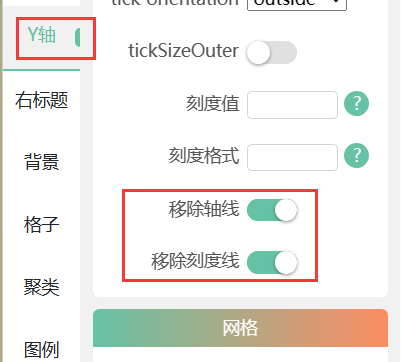 tick orientation
outside
Y轴
tickSizeOuter
右标题
刻度值
?
背景
刻度格式
?
格子
移除轴线
移除刻度线
聚类
网格
图例